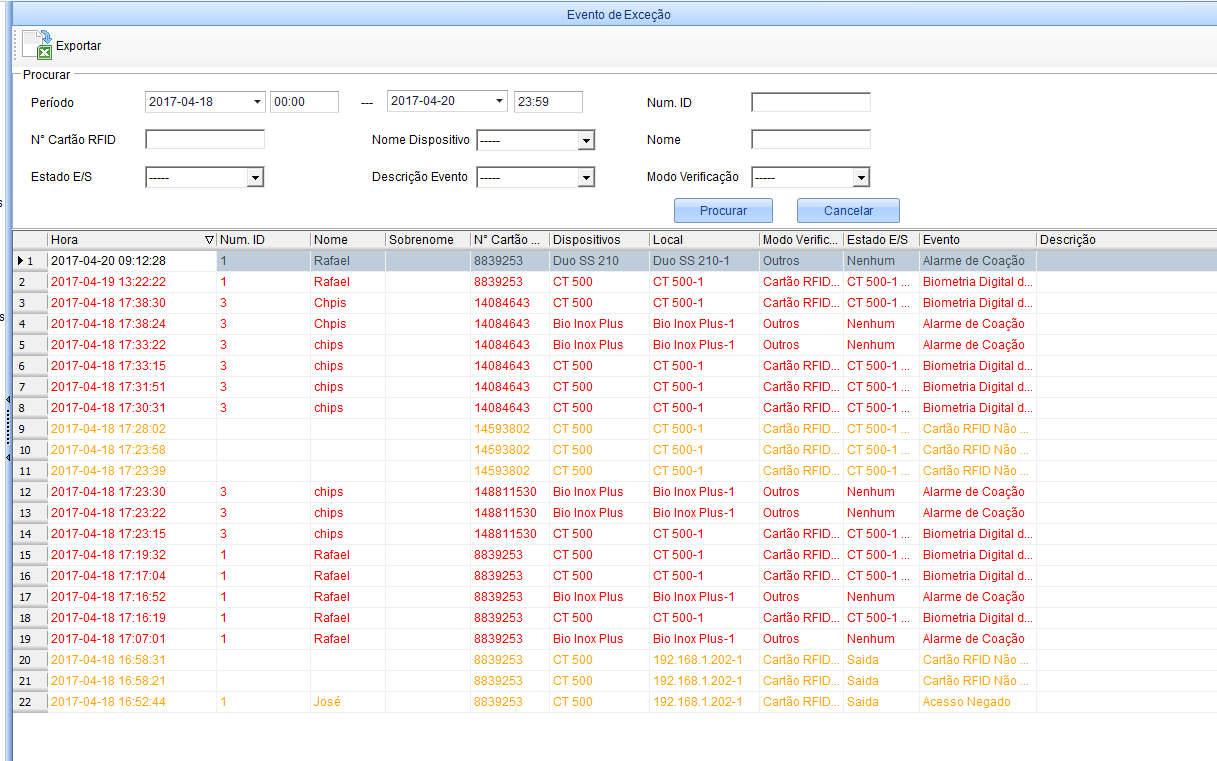 Evento de Exceção
Exportar
Procurar
Período 2017-04-18 00:00 --- 2017-04-20 23:59 Num. ID
N° Cartão RFID Nome Dispositivo ----- Nome
Estado E/S ----- Descrição Evento ----- Modo Verificação -----
Procurar Cancelar
Hora Num. ID Nome Sobrenome N° Cartão ... Dispositivos Local Modo Verific... Estado E/S Evento Descrição
1 2017-04-20 09:12:28 1 Rafael 8839253 Duo SS 210 Duo SS 210-1 Outros Nenhum Alarme de Coação
2 2017-04-19 13:22:22 1 Rafael 8839253 CT 500 CT 500-1 Cartão RFID... CT 500-1 ... Biometria Digital d...
3 2017-04-18 17:38:30 3 Chpis 14084643 CT 500 CT 500-1 Cartão RFID... CT 500-1 ... Biometria Digital d...
4 2017-04-18 17:38:24 3 Chpis 14084643 Bio Inox Plus Bio Inox Plus-1 Outros Nenhum Alarme de Coação
5 2017-04-18 17:33:22 3 chips 14084643 Bio Inox Plus Bio Inox Plus-1 Outros Nenhum Alarme de Coação
6 2017-04-18 17:33:15 3 chips 14084643 CT 500 CT 500-1 Cartão RFID... CT 500-1 ... Biometria Digital d...
7 2017-04-18 17:31:51 3 chips 14084643 CT 500 CT 500-1 Cartão RFID... CT 500-1 ... Biometria Digital d...
8 2017-04-18 17:30:31 3 chips 14084643 CT 500 CT 500-1 Cartão RFID... CT 500-1 ... Biometria Digital d...
9 2017-04-18 17:28:02 14593802 CT 500 CT 500-1 Cartão RFID... CT 500-1 ... Cartão RFID Não ...
10 2017-04-18 17:23:58 14593802 CT 500 CT 500-1 Cartão RFID... CT 500-1 ... Cartão RFID Não ...
11 2017-04-18 17:23:39 14593802 CT 500 CT 500-1 Cartão RFID... CT 500-1 ... Cartão RFID Não ...
12 2017-04-18 17:23:30 3 chips 148811530 Bio Inox Plus Bio Inox Plus-1 Outros Nenhum Alarme de Coação
13 2017-04-18 17:23:22 3 chips 148811530 Bio Inox Plus Bio Inox Plus-1 Outros Nenhum Alarme de Coação
14 2017-04-18 17:23:15 3 chips 148811530 CT 500 CT 500-1 Cartão RFID... CT 500-1 ... Biometria Digital d...
15 2017-04-18 17:19:32 1 Rafael 8839253 CT 500 CT 500-1 Cartão RFID... CT 500-1 ... Biometria Digital d...
16 2017-04-18 17:17:04 1 Rafael 8839253 CT 500 CT 500-1 Cartão RFID... CT 500-1 ... Biometria Digital d...
17 2017-04-18 17:16:52 1 Rafael 8839253 Bio Inox Plus Bio Inox Plus-1 Outros Nenhum Alarme de Coação
18 2017-04-18 17:16:19 1 Rafael 8839253 CT 500 CT 500-1 Cartão RFID... CT 500-1 ... Biometria Digital d...
19 2017-04-18 17:07:01 1 Rafael 8839253 Bio Inox Plus Bio Inox Plus-1 Outros Nenhum Alarme de Coação
20 2017-04-18 16:58:31 8839253 CT 500 192.168.1.202-1 Cartão RFID... Saida Cartão RFID Não ...
21 2017-04-18 16:58:21 8839253 CT 500 192.168.1.202-1 Cartão RFID... Saida Cartão RFID Não ...
22 2017-04-18 16:52:44 1 José 8839253 CT 500 192.168.1.202-1 Cartão RFID... Saida Acesso Negado